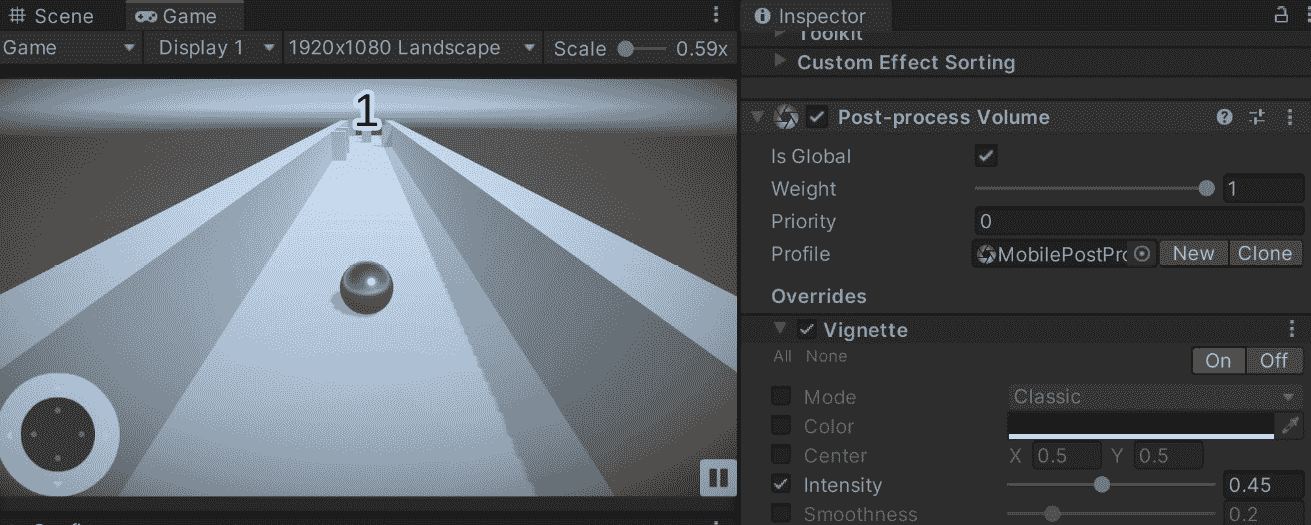 Scene
Game
Game
Display 1
1920x1080 Landscape
Scale
0.59x
1
Inspector
Toolkit
Custom Effect Sorting
Post-process Volume
Is Global
Weight
1
Priority
0
Profile
MobilePostPro
New
Clone
Overrides
Vignette
All
None
On
Off
Mode
Classic
Color
Center
X 0.5
Y 0.5
Intensity
0.45
Smoothness
0.2